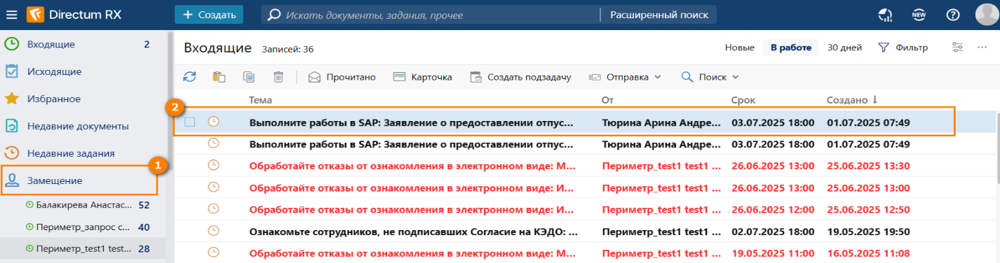 Directum RX
+ Создать
Искать документы, задания, прочее
Расширенный поиск
NEW
?
Входящие 2
Исходящие
Избранное
Недавние документы
Недавние задания
1
Замещение
Балакирева Анастас... 52
Периметр_запрос с... 40
Периметр_test1 test... 28
Входящие Записей: 36
Новые В работе 30 дней Фильтр ...
Прочитано Карточка Создать подзадачу Отправка Поиск
Тема От Срок Создано ↓
2
Выполните работы в SAP: Заявление о предоставлении отпус... Тюрина Арина Андре... 03.07.2025 18:00 01.07.2025 07:49
Выполните работы в SAP: Заявление о предоставлении отпус... Тюрина Арина Андре... 03.07.2025 18:00 01.07.2025 07:49
Обработайте отказы от ознакомления в электронном виде: М... Периметр_test1 test1 ... 26.06.2025 13:00 25.06.2025 13:30
Обработайте отказы от ознакомления в электронном виде: И... Периметр_test1 test1 ... 26.06.2025 13:00 25.06.2025 13:00
Обработайте отказы от ознакомления в электронном виде: И... Периметр_test1 test1 ... 26.06.2025 12:00 25.06.2025 12:50
Ознакомьте сотрудников, не подписавших Согласие на КЭДО: ... Периметр_test1 test1 ... 02.07.2025 18:00 19.05.2025 19:50
Обработайте отказы от ознакомления в электронном виде: М... Периметр_test1 test1 ... 19.05.2025 11:00 16.05.2025 11:08